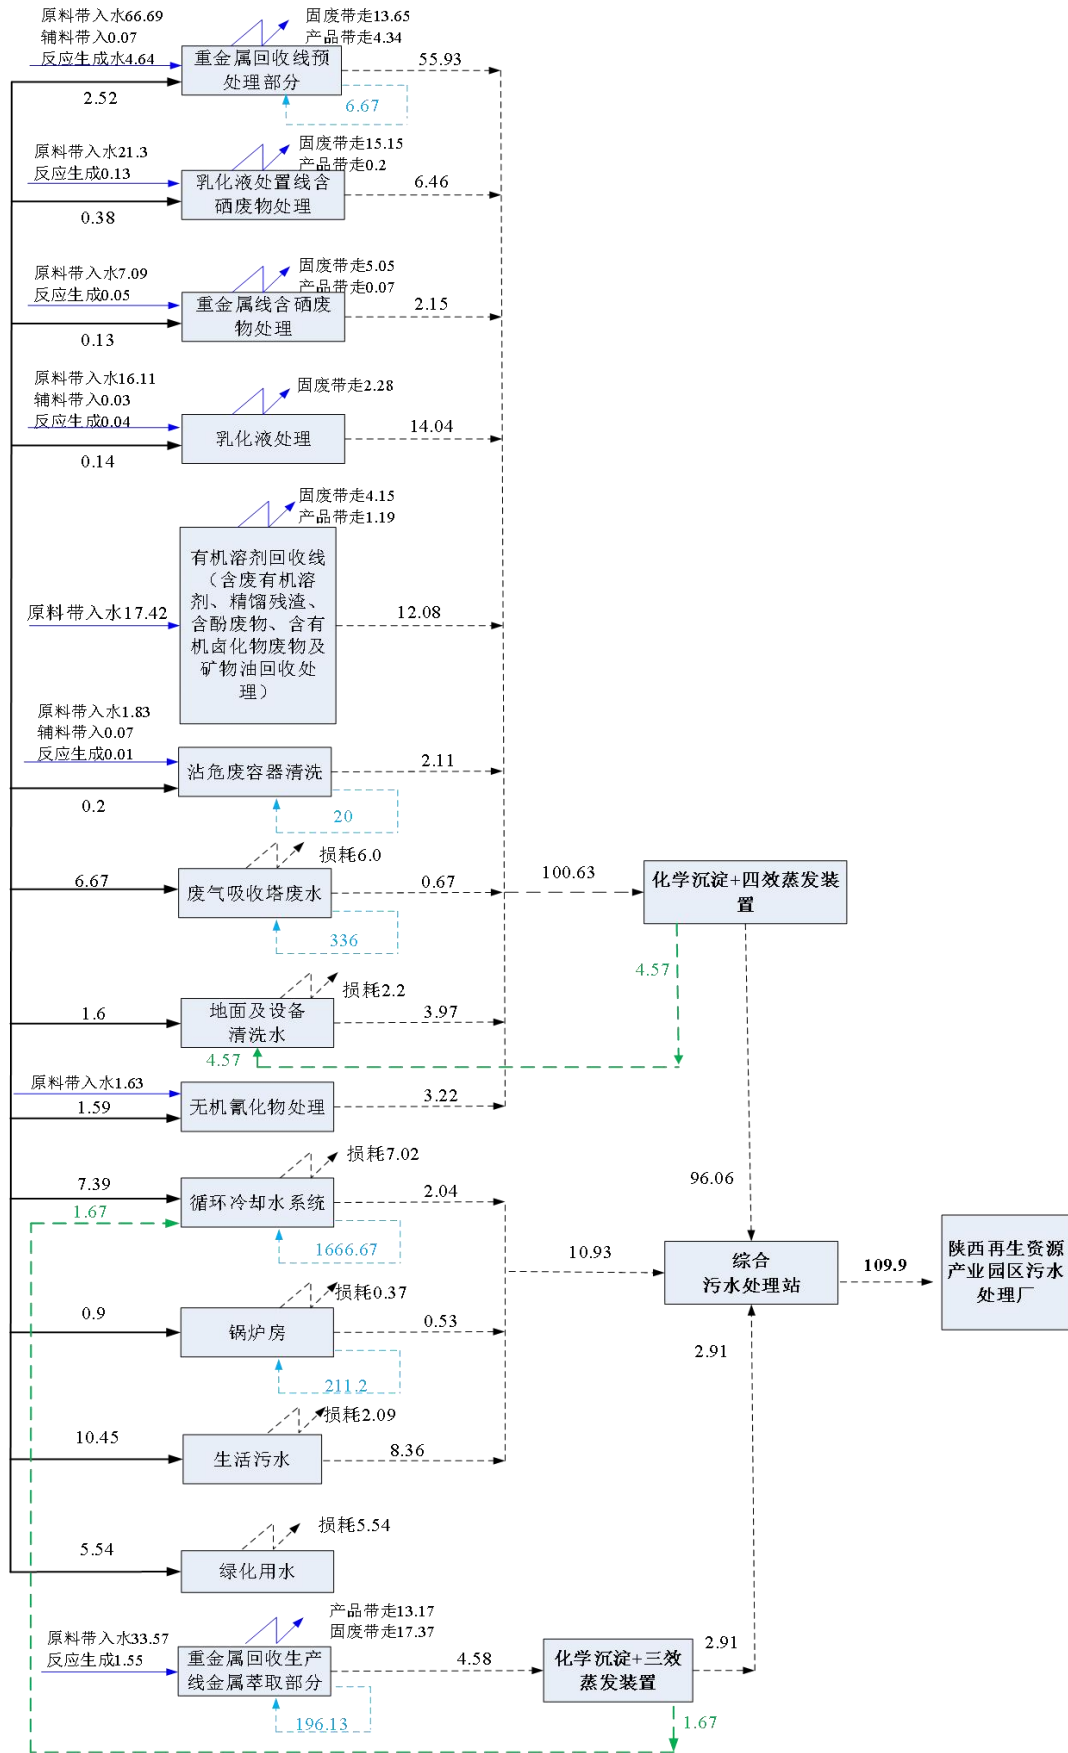 原料带入水66.69
辅料带入0.07
反应生成水4.64
2.52
固废带走13.65
产品带走4.34
重金属回收线预
处理部分
55.93
6.67
原料带入水21.3
反应生成0.13
0.38
固废带走15.15
产品带走0.2
乳化液处置线含
硒废物处理
6.46
原料带入水7.09
反应生成0.05
0.13
固废带走5.05
产品带走0.07
重金属线含硒废
物处理
2.15
原料带入水16.11
辅料带入0.03
反应生成0.04
0.14
固废带走2.28
乳化液处理
14.04
固废带走4.15
产品带走1.19
原料带入水17.42
有机溶剂回收线
（含废有机溶
剂、精馏残渣、
含酚废物、含有
机卤化物废物及
矿物油回收处
理）
12.08
原料带入水1.83
辅料带入0.07
反应生成0.01
0.2
沾危废容器清洗
2.11
20
损耗6.0
6.67
废气吸收塔废水
0.67
336
100.63
化学沉淀+四效蒸发装
置
4.57
损耗2.2
1.6
地面及设备
清洗水
3.97
4.57
原料带入水1.63
1.59
无机氰化物处理
3.22
损耗7.02
7.39
1.67
循环冷却水系统
2.04
1666.67
96.06
10.93
综合
污水处理站
109.9
陕西再生资源
产业园区污水
处理厂
损耗0.37
0.9
锅炉房
0.53
211.2
2.91
损耗2.09
10.45
生活污水
8.36
损耗5.54
5.54
绿化用水
产品带走13.17
固废带走17.37
原料带入水33.57
反应生成1.55
重金属回收生产
线金属萃取部分
4.58
196.13
化学沉淀+三效
蒸发装置
2.91
1.67